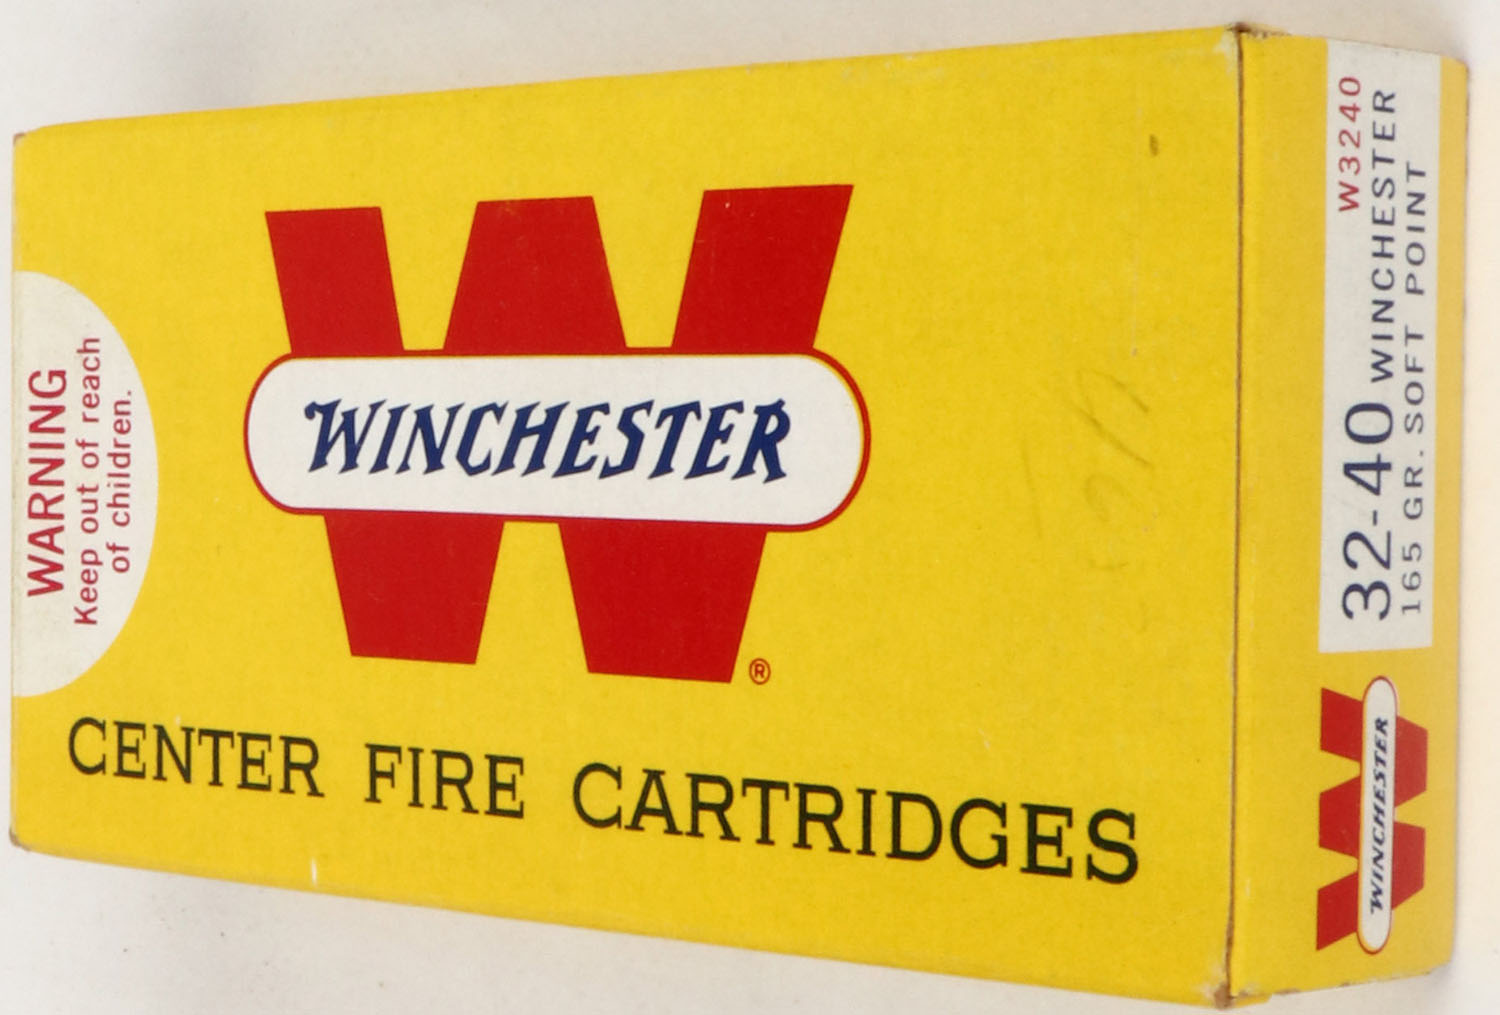 WARNING
Keep out of reach
of children.
WINCHESTER
®
CENTER FIRE CARTRIDGES
W3240
32-40 WINCHESTER
165 GR. SOFT POINT
WINCHESTER